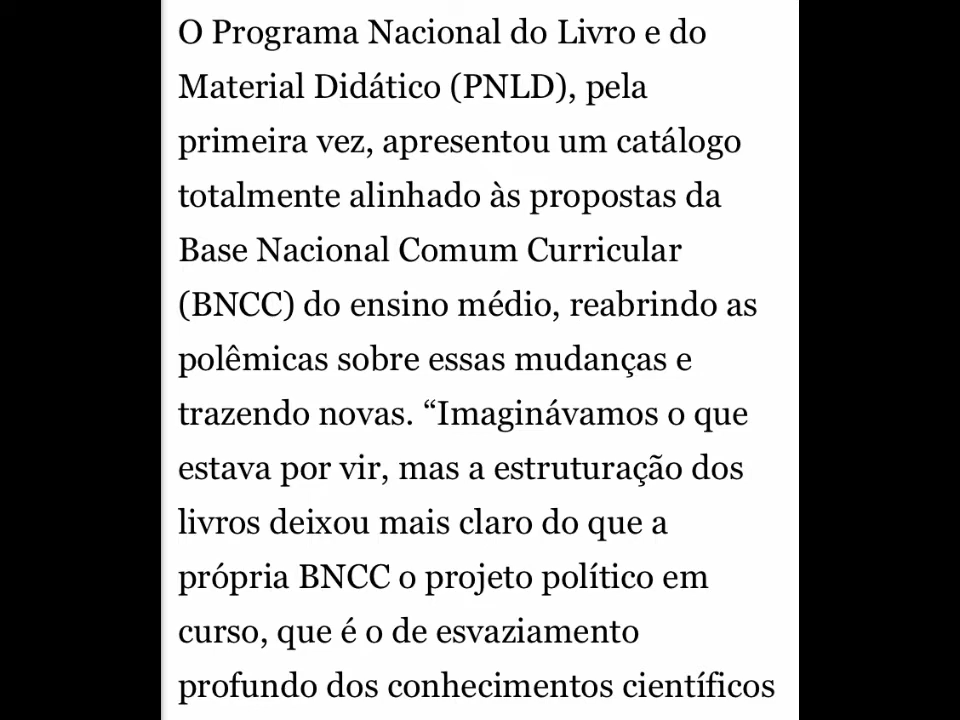 O Programa Nacional do Livro e do
Material Didático (PNLD), pela
primeira vez, apresentou um catálogo
totalmente alinhado às propostas da
Base Nacional Comum Curricular
(BNCC) do ensino médio, reabrindo as
polêmicas sobre essas mudanças e
trazendo novas. “Imaginávamos o que
estava por vir, mas a estruturação dos
livros deixou mais claro do que a
própria BNCC o projeto político em
curso, que é o de esvaziamento
profundo dos conhecimentos científicos